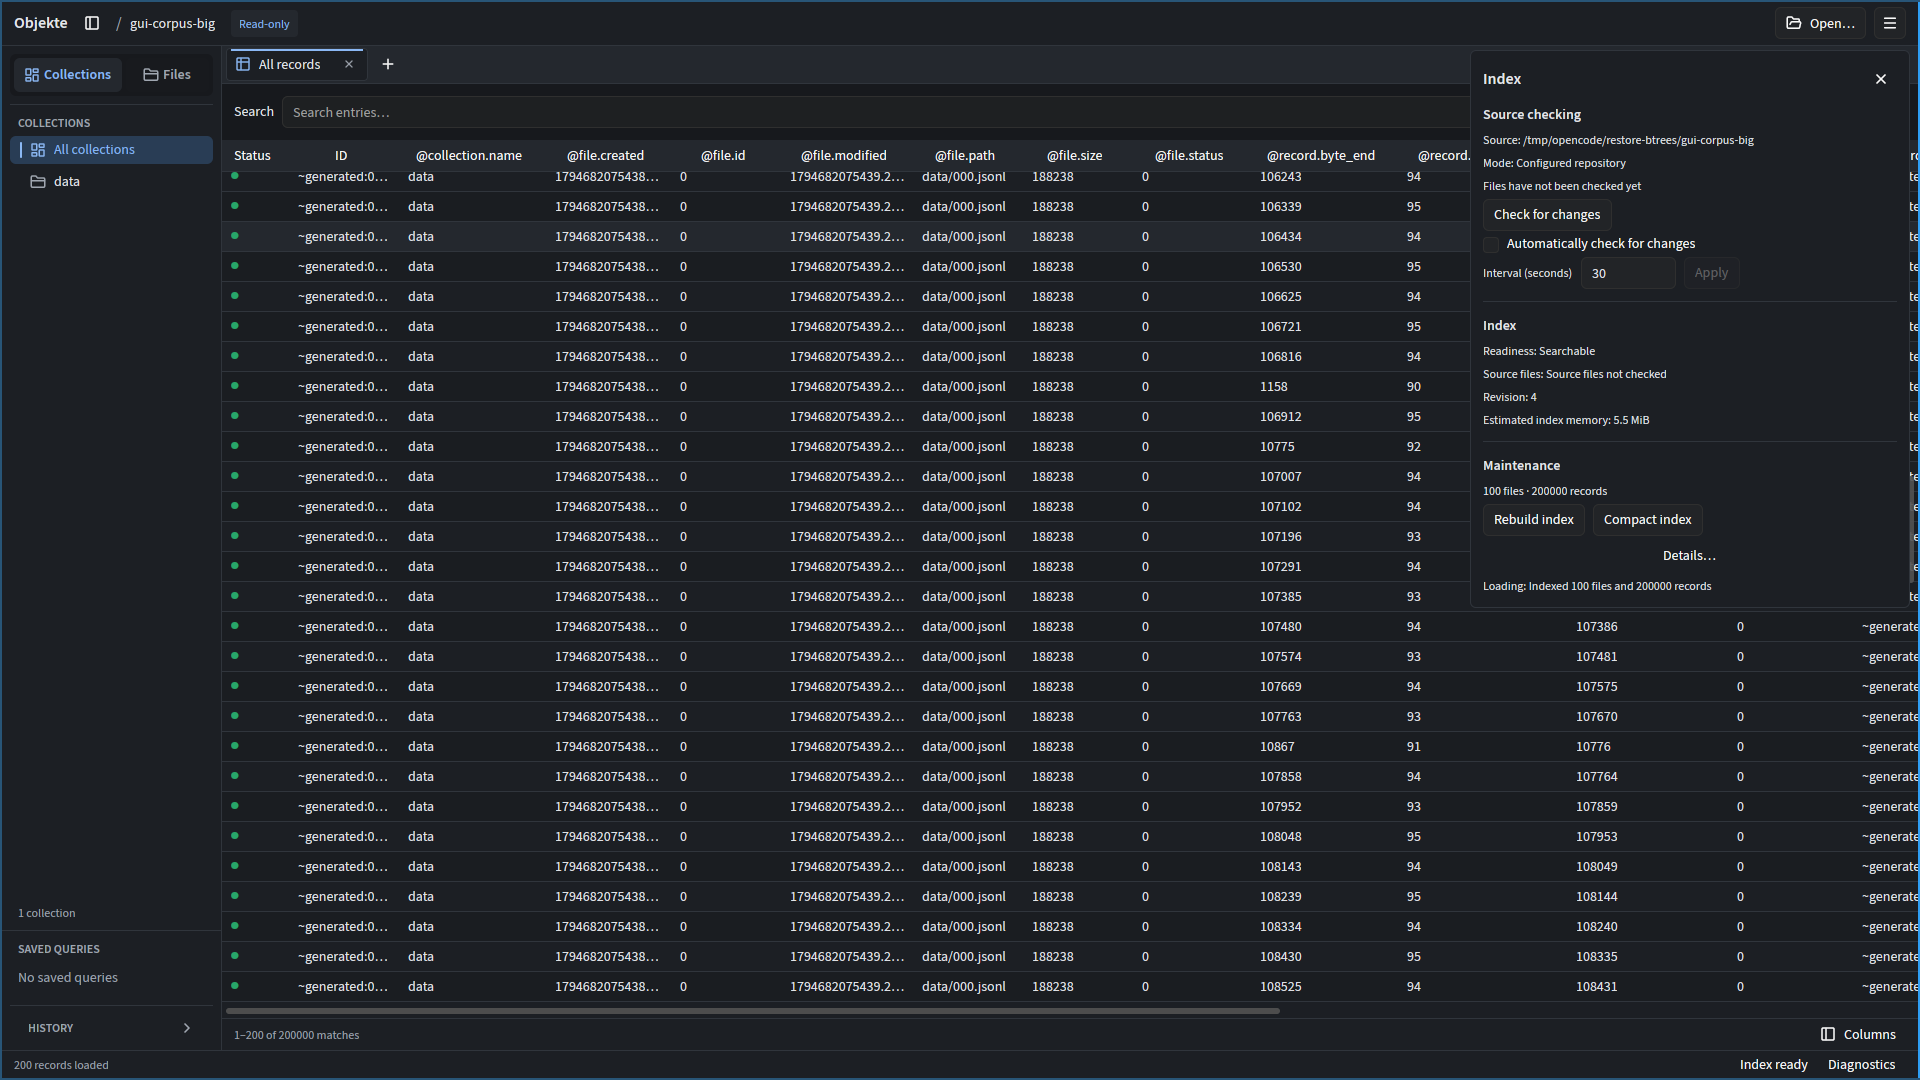 Objekte / gui-corpus-big Read-only Open… 
Collections Files
COLLECTIONS
All collections
data
1 collection
SAVED QUERIES
No saved queries
HISTORY
All records
Search Search entries…
Status ID @collection.name @file.created @file.id @file.modified @file.path @file.size @file.status @record.byte_end @record.
~generated:0… data 1794682075438… 0 1794682075439.2… data/000.jsonl 188238 0 106243 94
~generated:0… data 1794682075438… 0 1794682075439.2… data/000.jsonl 188238 0 106339 95
~generated:0… data 1794682075438… 0 1794682075439.2… data/000.jsonl 188238 0 106434 94
~generated:0… data 1794682075438… 0 1794682075439.2… data/000.jsonl 188238 0 106530 95
~generated:0… data 1794682075438… 0 1794682075439.2… data/000.jsonl 188238 0 106625 94
~generated:0… data 1794682075438… 0 1794682075439.2… data/000.jsonl 188238 0 106721 95
~generated:0… data 1794682075438… 0 1794682075439.2… data/000.jsonl 188238 0 106816 94
~generated:0… data 1794682075438… 0 1794682075439.2… data/000.jsonl 188238 0 1158 90
~generated:0… data 1794682075438… 0 1794682075439.2… data/000.jsonl 188238 0 106912 95
~generated:0… data 1794682075438… 0 1794682075439.2… data/000.jsonl 188238 0 10775 92
~generated:0… data 1794682075438… 0 1794682075439.2… data/000.jsonl 188238 0 107007 94
~generated:0… data 1794682075438… 0 1794682075439.2… data/000.jsonl 188238 0 107102 94
~generated:0… data 1794682075438… 0 1794682075439.2… data/000.jsonl 188238 0 107196 93
~generated:0… data 1794682075438… 0 1794682075439.2… data/000.jsonl 188238 0 107291 94
~generated:0… data 1794682075438… 0 1794682075439.2… data/000.jsonl 188238 0 107385 93
~generated:0… data 1794682075438… 0 1794682075439.2… data/000.jsonl 188238 0 107480 94 107386 0 ~generate
~generated:0… data 1794682075438… 0 1794682075439.2… data/000.jsonl 188238 0 107574 93 107481 0 ~generate
~generated:0… data 1794682075438… 0 1794682075439.2… data/000.jsonl 188238 0 107669 94 107575 0 ~generate
~generated:0… data 1794682075438… 0 1794682075439.2… data/000.jsonl 188238 0 107763 93 107670 0 ~generate
~generated:0… data 1794682075438… 0 1794682075439.2… data/000.jsonl 188238 0 10867 91 10776 0 ~generate
~generated:0… data 1794682075438… 0 1794682075439.2… data/000.jsonl 188238 0 107858 94 107764 0 ~generate
~generated:0… data 1794682075438… 0 1794682075439.2… data/000.jsonl 188238 0 107952 93 107859 0 ~generate
~generated:0… data 1794682075438… 0 1794682075439.2… data/000.jsonl 188238 0 108048 95 107953 0 ~generate
~generated:0… data 1794682075438… 0 1794682075439.2… data/000.jsonl 188238 0 108143 94 108049 0 ~generate
~generated:0… data 1794682075438… 0 1794682075439.2… data/000.jsonl 188238 0 108239 95 108144 0 ~generate
~generated:0… data 1794682075438… 0 1794682075439.2… data/000.jsonl 188238 0 108334 94 108240 0 ~generate
~generated:0… data 1794682075438… 0 1794682075439.2… data/000.jsonl 188238 0 108430 95 108335 0 ~generate
~generated:0… data 1794682075438… 0 1794682075439.2… data/000.jsonl 188238 0 108525 94 108431 0 ~generate
Index
Source checking
Source: /tmp/opencode/restore-btrees/gui-corpus-big
Mode: Configured repository
Files have not been checked yet
Check for changes
Automatically check for changes
Interval (seconds) 30 Apply
Index
Readiness: Searchable
Source files: Source files not checked
Revision: 4
Estimated index memory: 5.5 MiB
Maintenance
100 files · 200000 records
Rebuild index Compact index
Details…
Loading: Indexed 100 files and 200000 records
1–200 of 200000 matches Columns
200 records loaded Index ready Diagnostics